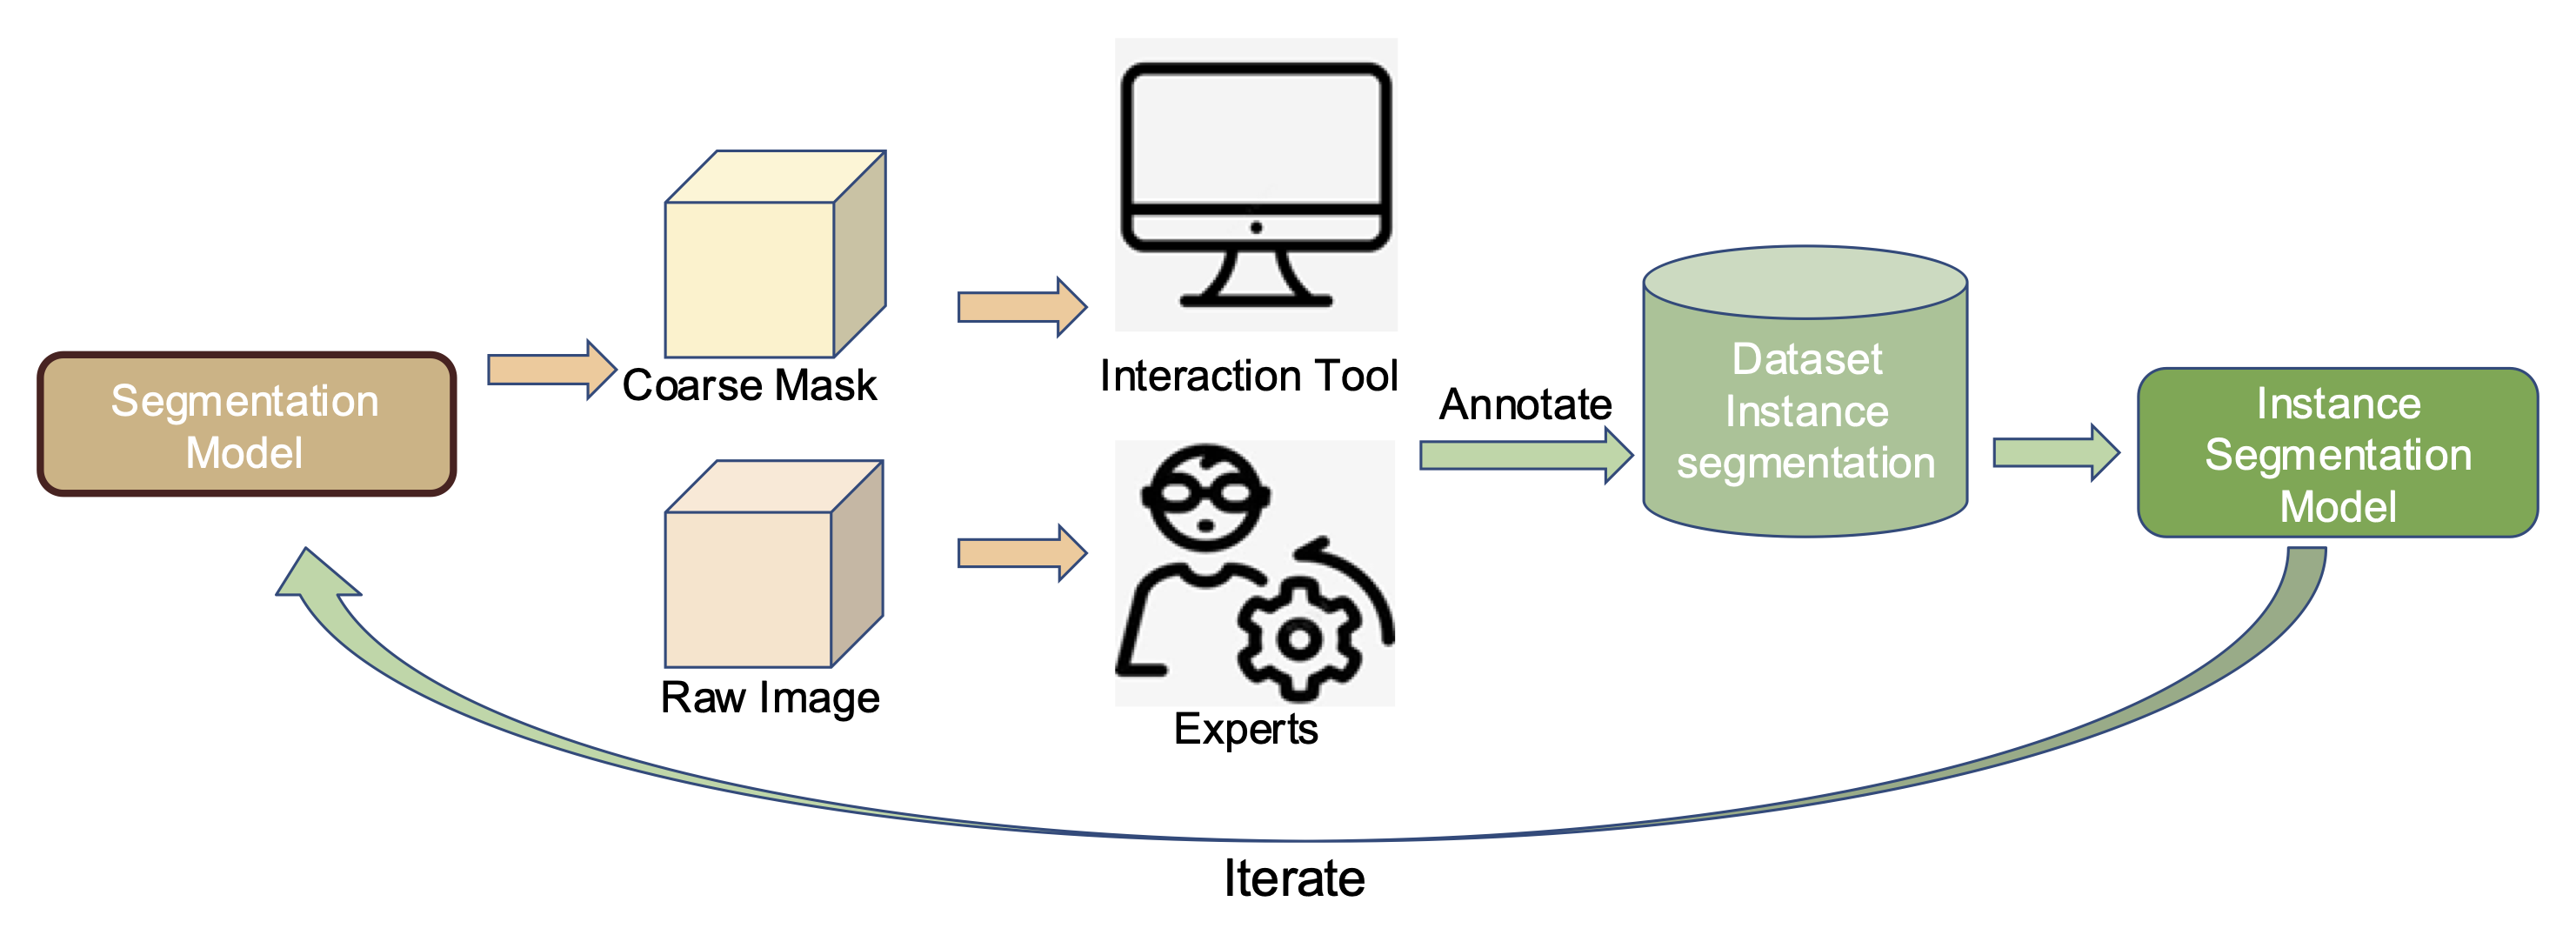 Segmentation
Model
Coarse Mask
Raw Image
Interaction Tool
Experts
Annotate
Dataset
Instance
segmentation
Instance
Segmentation
Model
Iterate